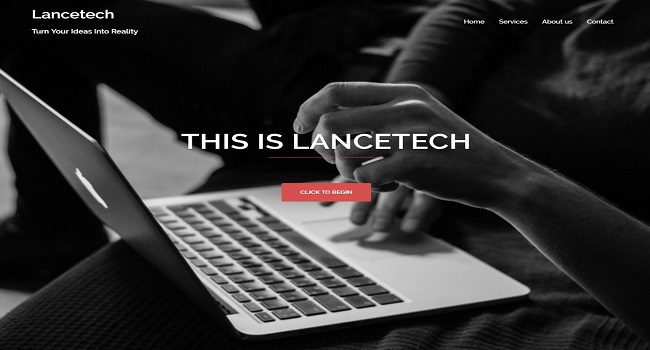 Lancetech
Turn Your Ideas Into Reality
Home Services About us Contact
THIS IS LANCETECH
CLICK TO BEGIN